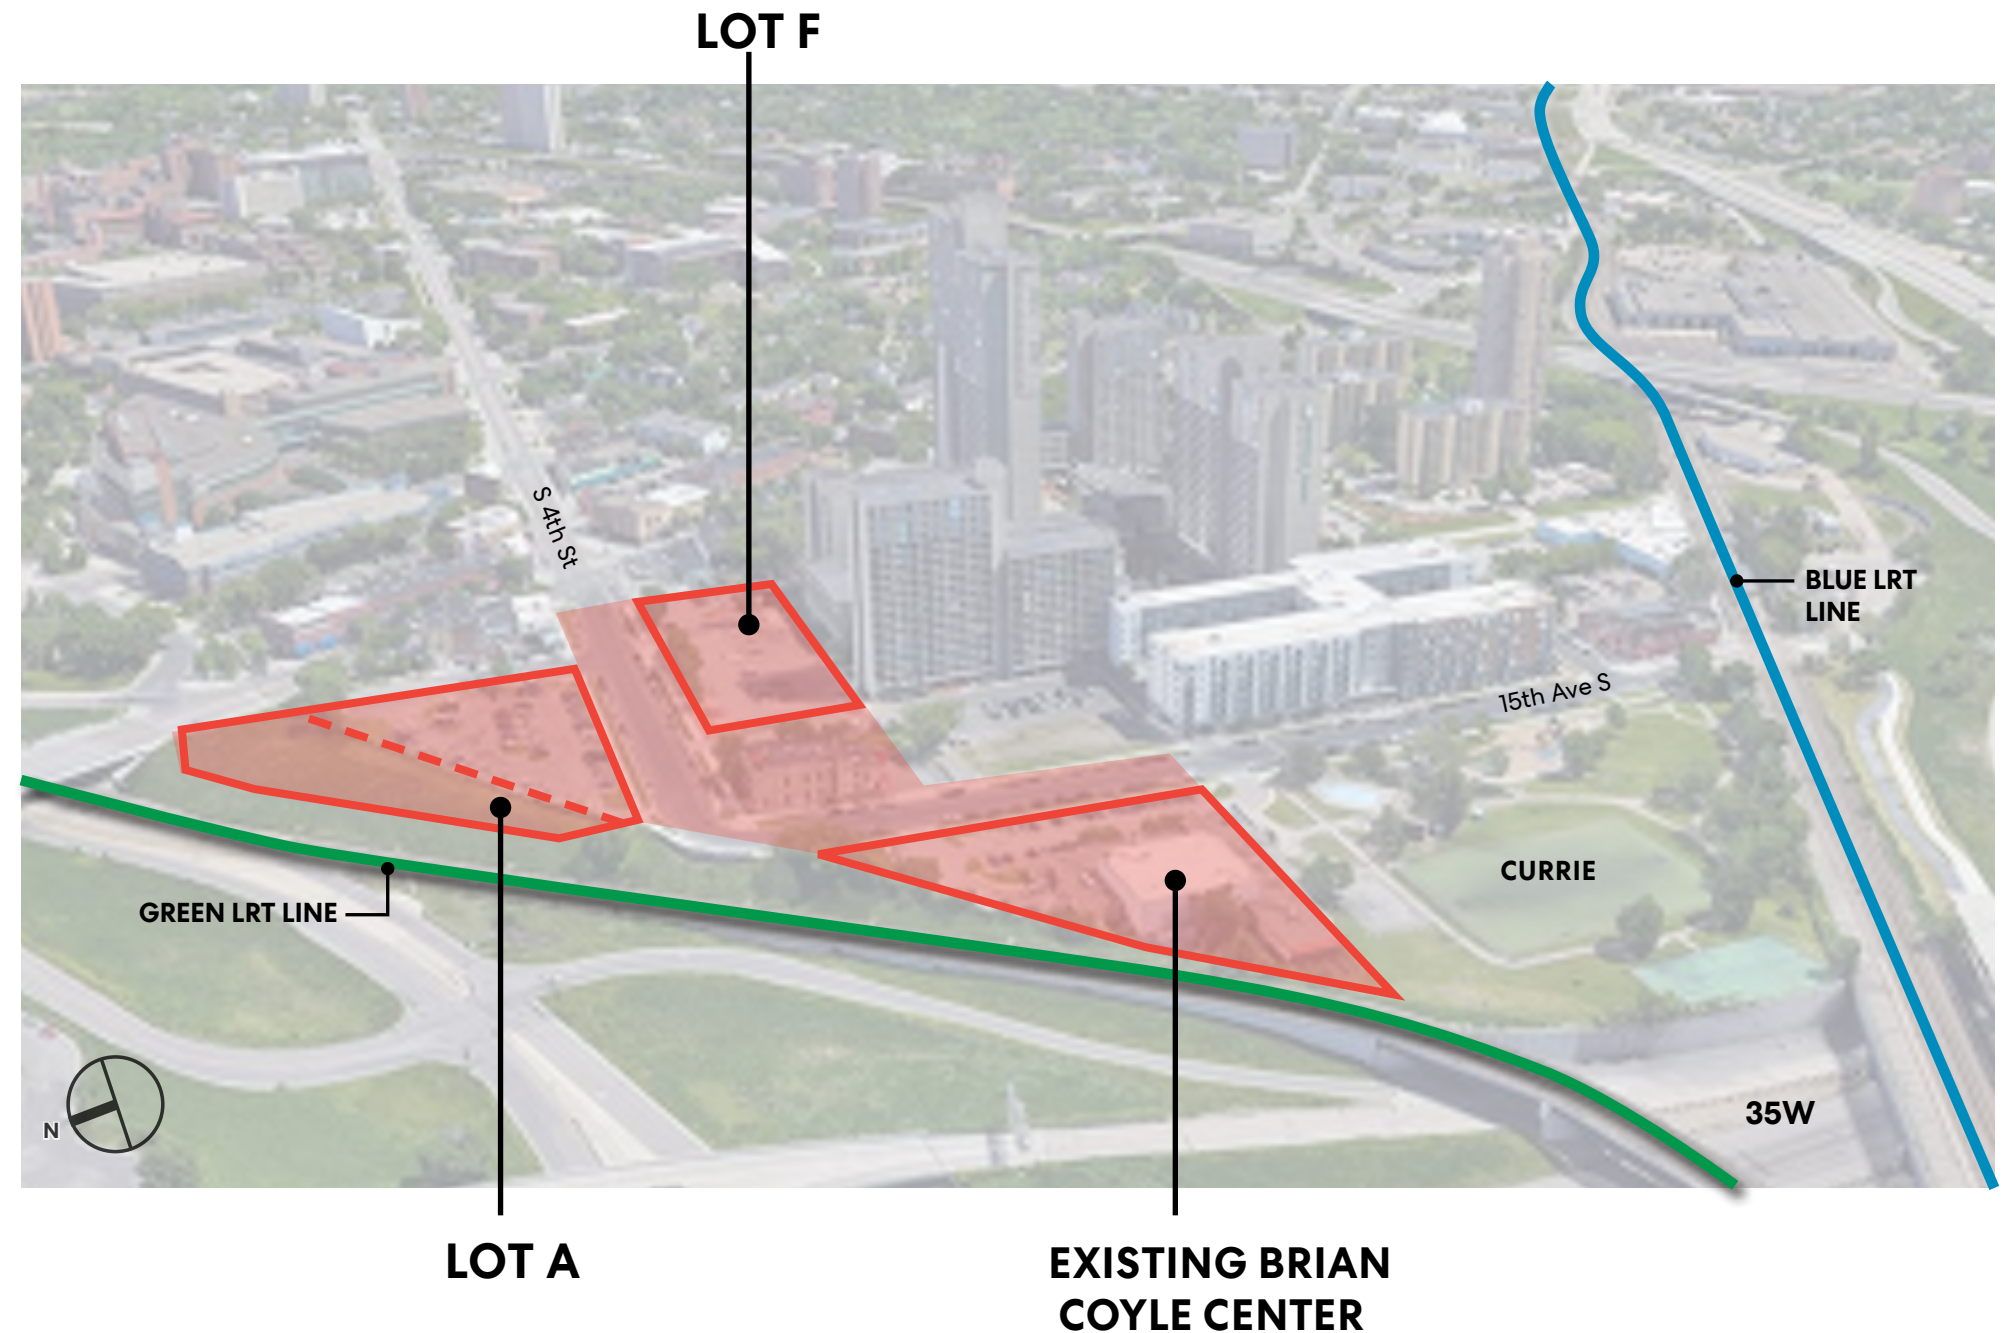 LOT F
S 4th St
BLUE LRT
LINE
15th Ave S
CURRIE
GREEN LRT LINE
35W
N
LOT A
EXISTING BRIAN
COYLE CENTER